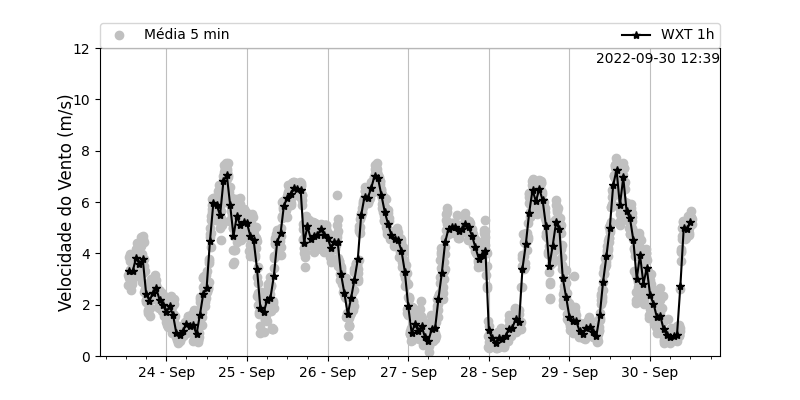 Média 5 min
WXT 1h
2022-09-30 12:39
Velocidade do Vento (m/s)
12
10
8
6
4
2
0
24 - Sep
25 - Sep
26 - Sep
27 - Sep
28 - Sep
29 - Sep
30 - Sep